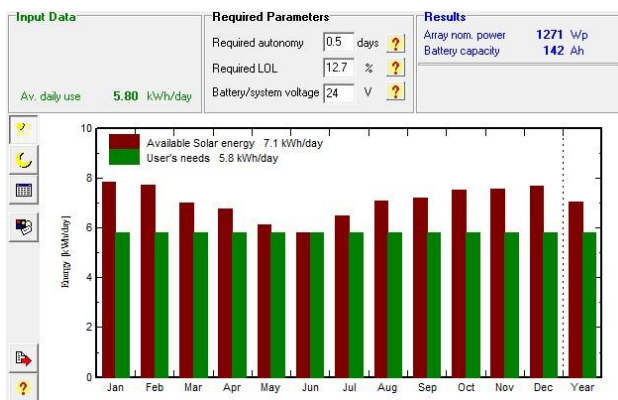 Input Data
Av. daily use 5.80 kWh/day
Required Parameters
Required autonomy 0.5 days ?
Required LOL 12.7 % ?
Battery/system voltage 24 V ?
Results
Array nom. power 1271 Wp
Battery capacity 142 Ah
Available Solar energy 7.1 kWh/day
User's needs 5.8 kWh/day
Energy [kWh/day]
10
8
6
4
2
0
Jan Feb Mar Apr May Jun Jul Aug Sep Oct Nov Dec Year
?